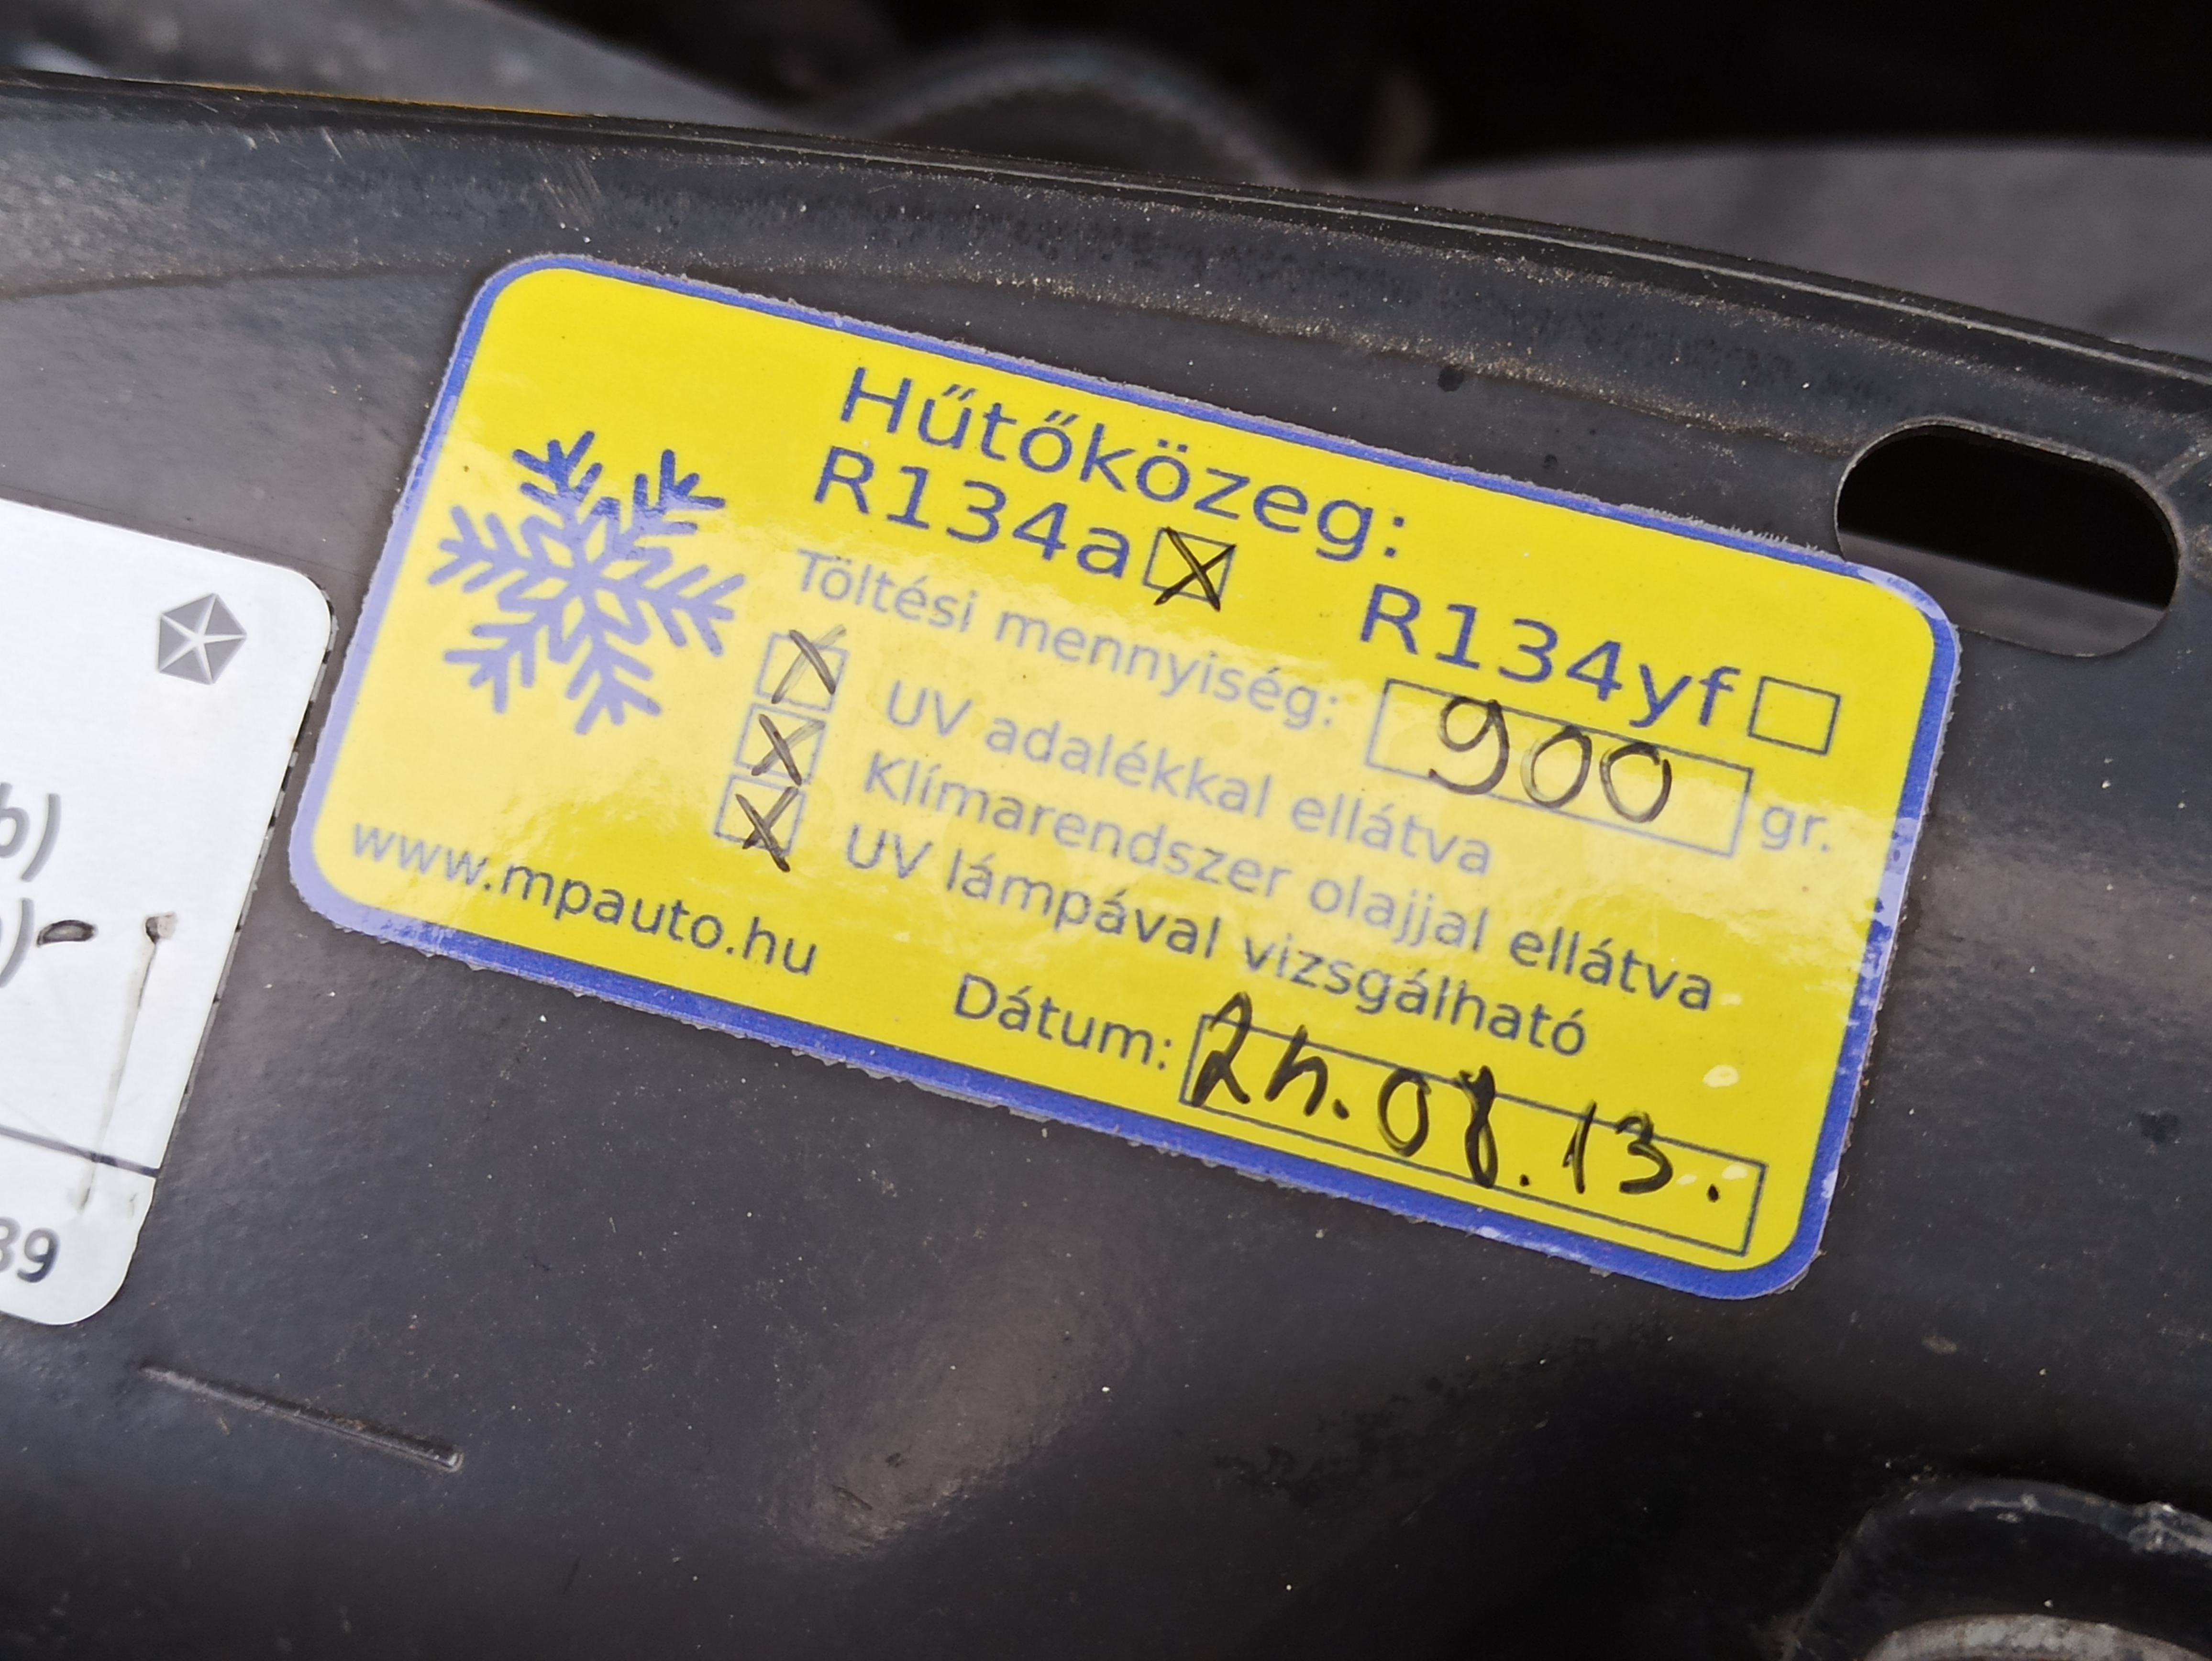 Hűtőközeg:
R134a☒ R134yf☐
Töltési mennyiség: 900 gr.
☒ UV adalékkal ellátva
☒ Klímarendszer olajjal ellátva
☒ UV lámpával vizsgálható
www.mpauto.hu
Dátum: 24.08.13.
b)
)-
39